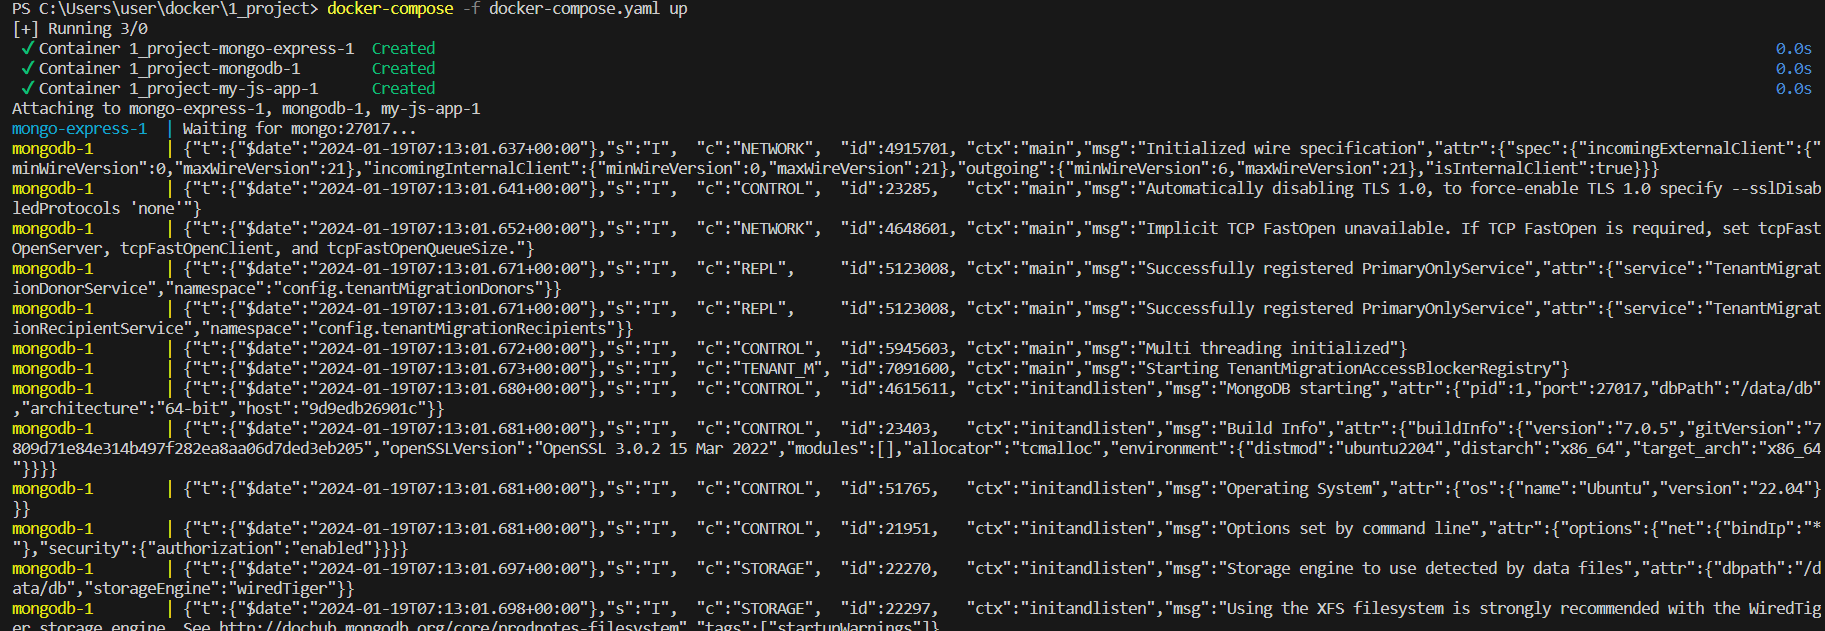 PS C:\Users\user\docker\1_project> docker-compose -f docker-compose.yaml up
[+] Running 3/0
✓ Container 1_project-mongo-express-1  Created 0.0s
✓ Container 1_project-mongodb-1        Created 0.0s
✓ Container 1_project-my-js-app-1      Created 0.0s
Attaching to mongo-express-1, mongodb-1, my-js-app-1
mongo-express-1  | Waiting for mongo:27017...
mongodb-1        | {"t":{"$date":"2024-01-19T07:13:01.637+00:00"},"s":"I",  "c":"NETWORK",  "id":4915701, "ctx":"main","msg":"Initialized wire specification","attr":{"spec":{"incomingExternalClient":{"
minWireVersion":0,"maxWireVersion":21},"incomingInternalClient":{"minWireVersion":0,"maxWireVersion":21},"outgoing":{"minWireVersion":6,"maxWireVersion":21},"isInternalClient":true}}}
mongodb-1        | {"t":{"$date":"2024-01-19T07:13:01.641+00:00"},"s":"I",  "c":"CONTROL",  "id":23285,   "ctx":"main","msg":"Automatically disabling TLS 1.0, to force-enable TLS 1.0 specify --sslDisab
ledProtocols 'none'"}
mongodb-1        | {"t":{"$date":"2024-01-19T07:13:01.652+00:00"},"s":"I",  "c":"NETWORK",  "id":4648601, "ctx":"main","msg":"Implicit TCP FastOpen unavailable. If TCP FastOpen is required, set tcpFast
OpenServer, tcpFastOpenClient, and tcpFastOpenQueueSize."}
mongodb-1        | {"t":{"$date":"2024-01-19T07:13:01.671+00:00"},"s":"I",  "c":"REPL",     "id":5123008, "ctx":"main","msg":"Successfully registered PrimaryOnlyService","attr":{"service":"TenantMigrat
ionDonorService","namespace":"config.tenantMigrationDonors"}}
mongodb-1        | {"t":{"$date":"2024-01-19T07:13:01.671+00:00"},"s":"I",  "c":"REPL",     "id":5123008, "ctx":"main","msg":"Successfully registered PrimaryOnlyService","attr":{"service":"TenantMigrat
ionRecipientService","namespace":"config.tenantMigrationRecipients"}}
mongodb-1        | {"t":{"$date":"2024-01-19T07:13:01.672+00:00"},"s":"I",  "c":"CONTROL",  "id":5945603, "ctx":"main","msg":"Multi threading initialized"}
mongodb-1        | {"t":{"$date":"2024-01-19T07:13:01.673+00:00"},"s":"I",  "c":"TENANT_M", "id":7091600, "ctx":"main","msg":"Starting TenantMigrationAccessBlockerRegistry"}
mongodb-1        | {"t":{"$date":"2024-01-19T07:13:01.680+00:00"},"s":"I",  "c":"CONTROL",  "id":4615611, "ctx":"initandlisten","msg":"MongoDB starting","attr":{"pid":1,"port":27017,"dbPath":"/data/db"
,"architecture":"64-bit","host":"9d9edb26901c"}}
mongodb-1        | {"t":{"$date":"2024-01-19T07:13:01.681+00:00"},"s":"I",  "c":"CONTROL",  "id":23403,   "ctx":"initandlisten","msg":"Build Info","attr":{"buildInfo":{"version":"7.0.5","gitVersion":"7
809d71e84e314b497f282ea8aa06d7ded3eb205","openSSLVersion":"OpenSSL 3.0.2 15 Mar 2022","modules":[],"allocator":"tcmalloc","environment":{"distmod":"ubuntu2204","distarch":"x86_64","target_arch":"x86_64
"}}}}
mongodb-1        | {"t":{"$date":"2024-01-19T07:13:01.681+00:00"},"s":"I",  "c":"CONTROL",  "id":51765,   "ctx":"initandlisten","msg":"Operating System","attr":{"os":{"name":"Ubuntu","version":"22.04"}
}}
mongodb-1        | {"t":{"$date":"2024-01-19T07:13:01.681+00:00"},"s":"I",  "c":"CONTROL",  "id":21951,   "ctx":"initandlisten","msg":"Options set by command line","attr":{"options":{"net":{"bindIp":"*
"},"security":{"authorization":"enabled"}}}}
mongodb-1        | {"t":{"$date":"2024-01-19T07:13:01.697+00:00"},"s":"I",  "c":"STORAGE",  "id":22270,   "ctx":"initandlisten","msg":"Storage engine to use detected by data files","attr":{"dbpath":"/d
ata/db","storageEngine":"wiredTiger"}}
mongodb-1        | {"t":{"$date":"2024-01-19T07:13:01.698+00:00"},"s":"I",  "c":"STORAGE",  "id":22297,   "ctx":"initandlisten","msg":"Using the XFS filesystem is strongly recommended with the WiredTig
er storage engine. See http://dochub.mongodb.org/core/prodnotes-filesystem","tags":["startupWarnings"]}